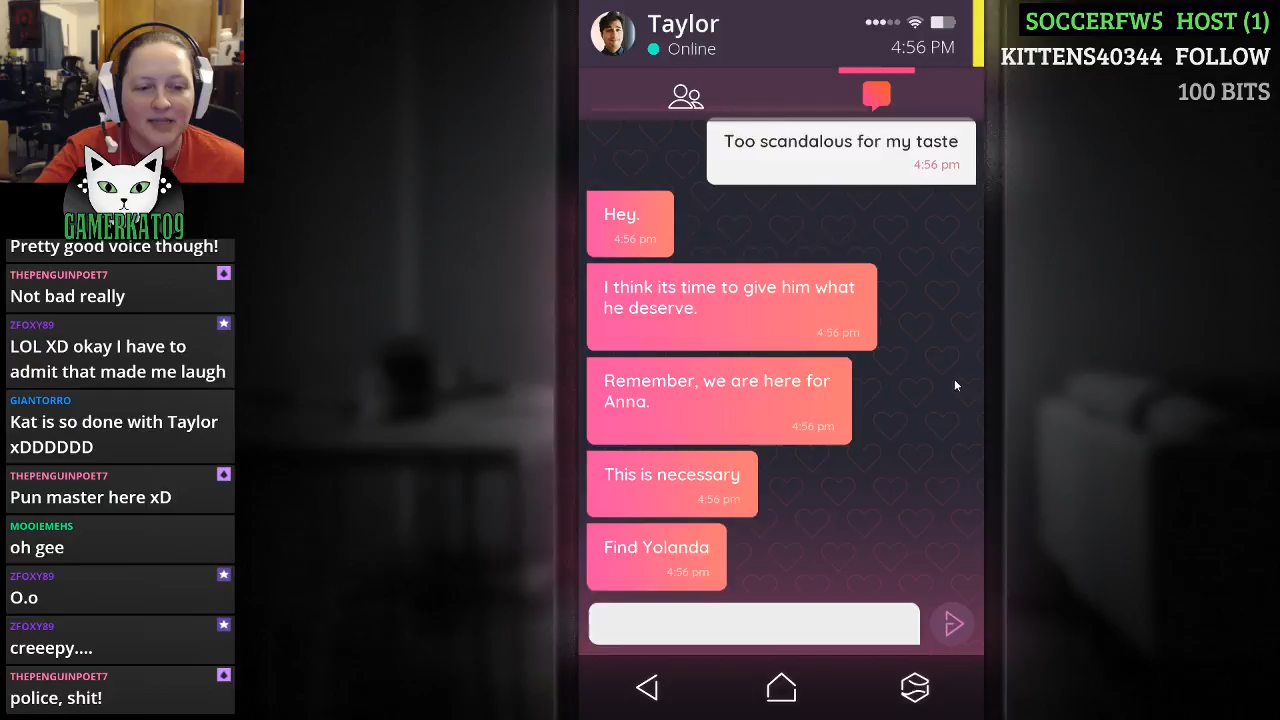 Taylor
Online
4:56 PM
SOCCERFW5 HOST (1)
KITTENS40344 FOLLOW
100 BITS
GAMERKAT09
Pretty good voice though!
THEPENGUINPOET7
Not bad really
ZFOXY89
LOL XD okay I have to
admit that made me laugh
GIANTORRO
Kat is so done with Taylor
xDDDDDD
THEPENGUINPOET7
Pun master here xD
MOOIEMEHS
oh gee
ZFOXY89
O.o
ZFOXY89
creeepy....
THEPENGUINPOET7
police, shit!
Too scandalous for my taste
4:56 pm
Hey.
4:56 pm
I think its time to give him what
he deserve.
4:56 pm
Remember, we are here for
Anna.
4:56 pm
This is necessary
4:56 pm
Find Yolanda
4:56 pm